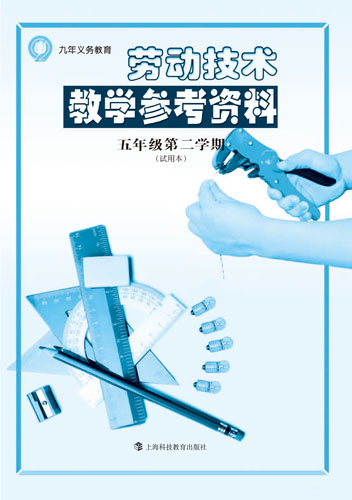 九年义务教育
劳动技术
教学参考资料
五年级第二学期
(试用本)
上海科技教育出版社